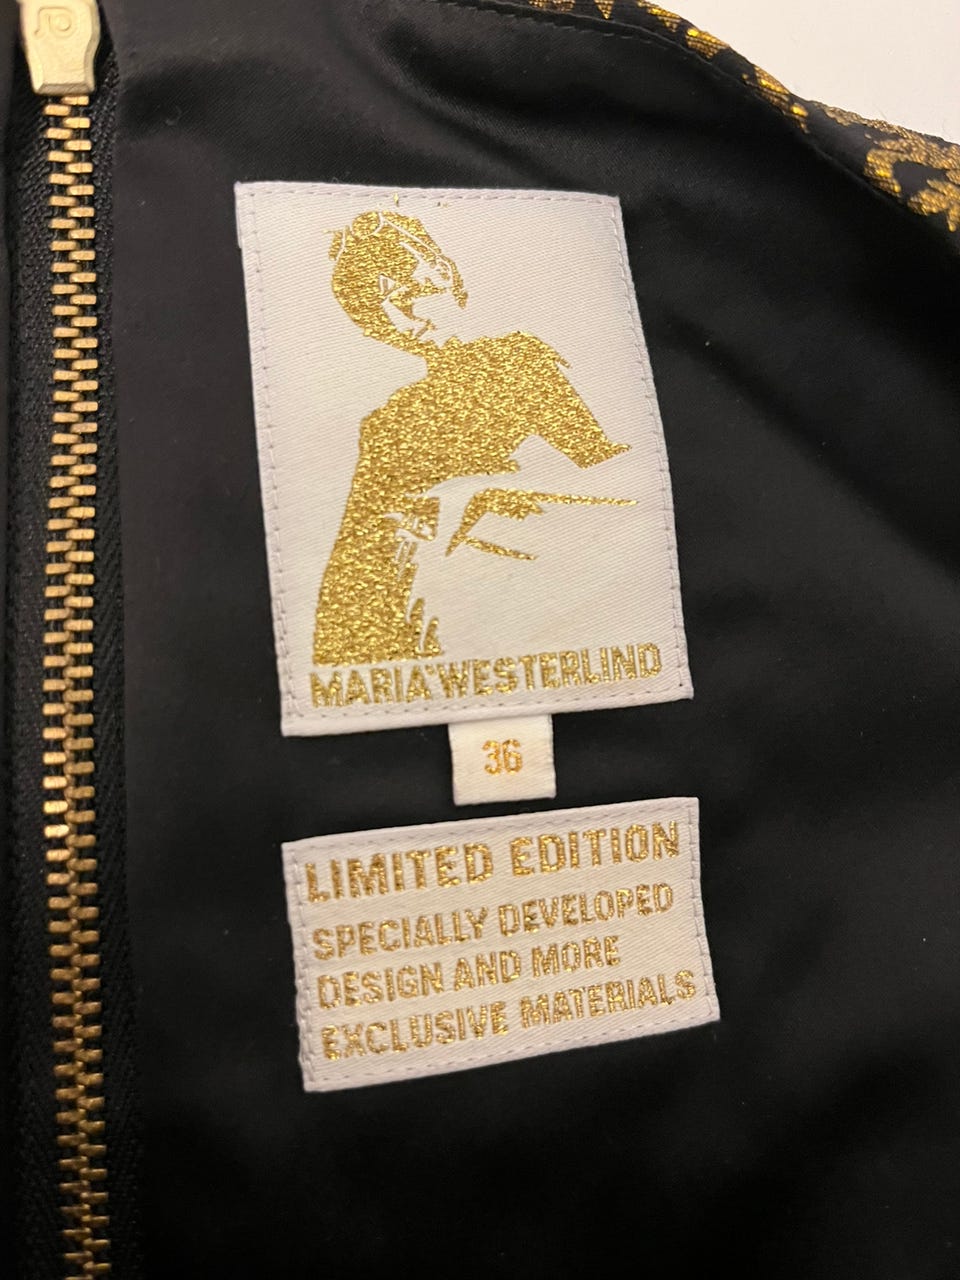 MARIA*WESTERLIND
36
LIMITED EDITION
SPECIALLY DEVELOPED
DESIGN AND MORE
EXCLUSIVE MATERIALS